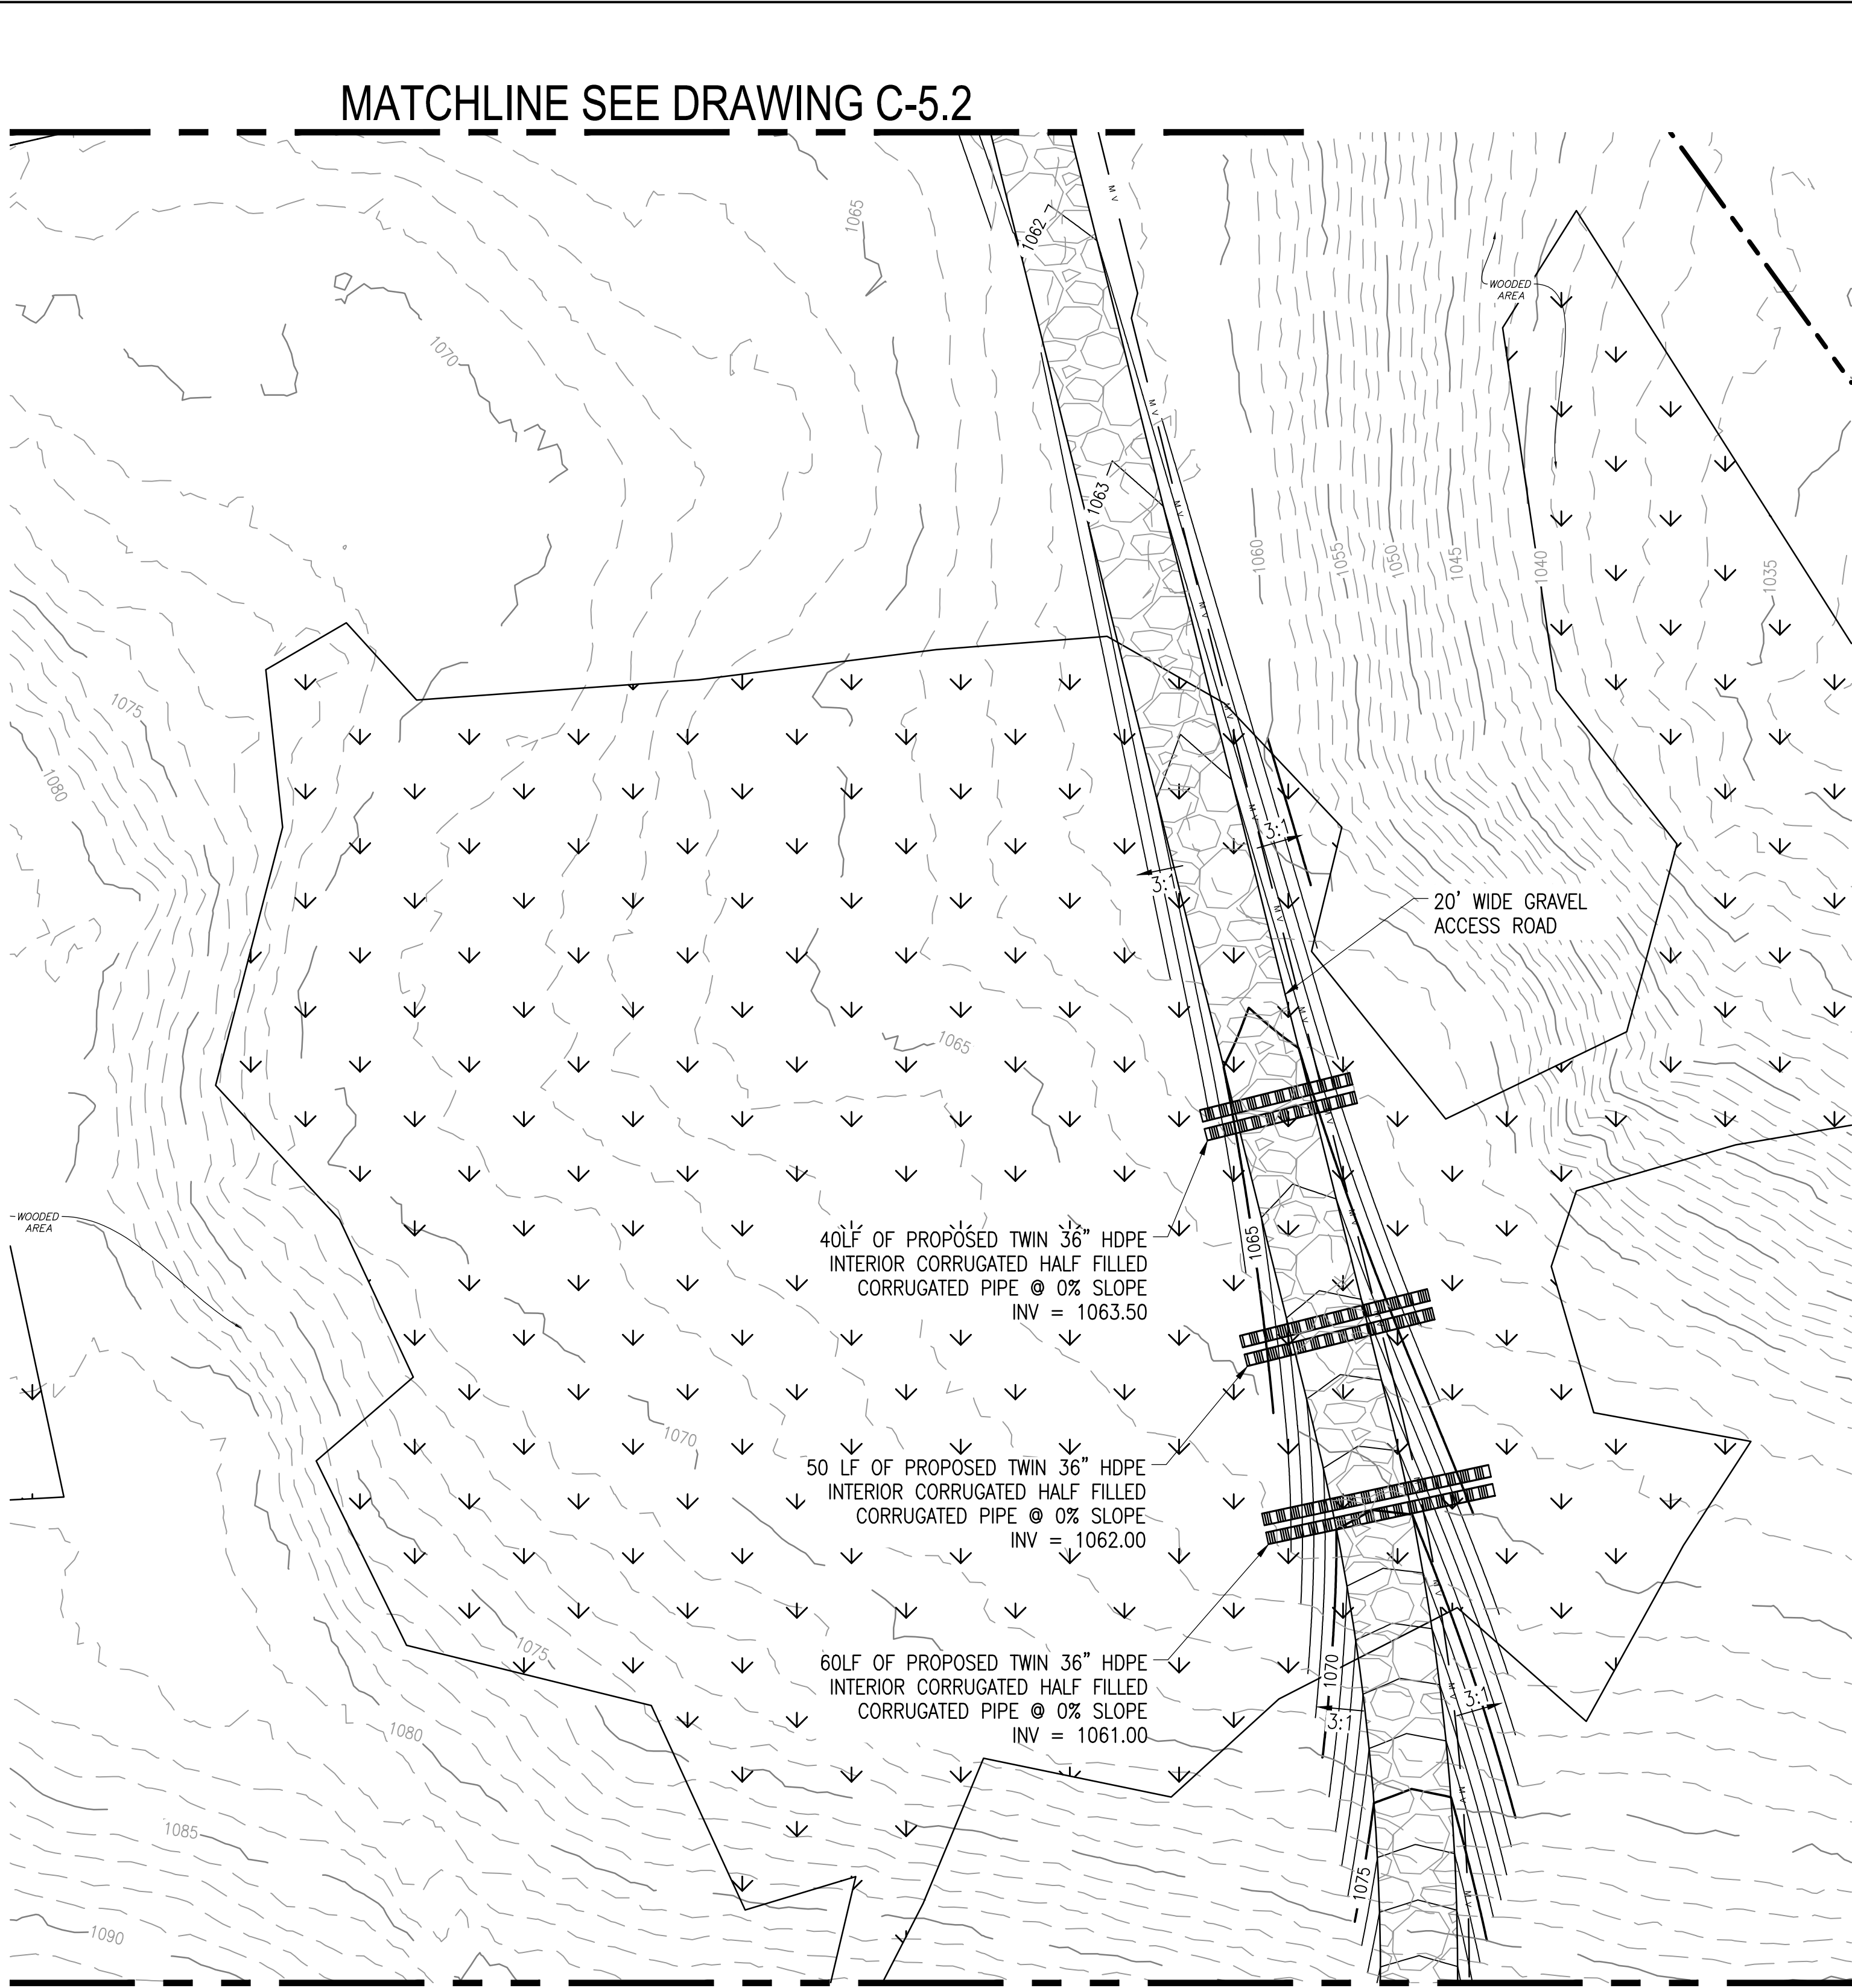 MATCHLINE SEE DRAWING C-5.2
M V
1065
1062
WOODED
AREA
1070
M V
1063
M V
1060
1055
1050
1045
1040
1035
M V
1075
M V
1080
M V
3:1
3:1
20' WIDE GRAVEL
ACCESS ROAD
M V
M V
1065
M V
WOODED
AREA
M V
1065
40LF OF PROPOSED TWIN 36" HDPE
INTERIOR CORRUGATED HALF FILLED
CORRUGATED PIPE @ 0% SLOPE
INV = 1063.50
1070
50 LF OF PROPOSED TWIN 36" HDPE
INTERIOR CORRUGATED HALF FILLED
CORRUGATED PIPE @ 0% SLOPE
INV = 1062.00
M V
1075
60LF OF PROPOSED TWIN 36" HDPE
INTERIOR CORRUGATED HALF FILLED
CORRUGATED PIPE @ 0% SLOPE
INV = 1061.00
1070
M V
3:1
3:1
1080
M V
1085
1075
M V
1090